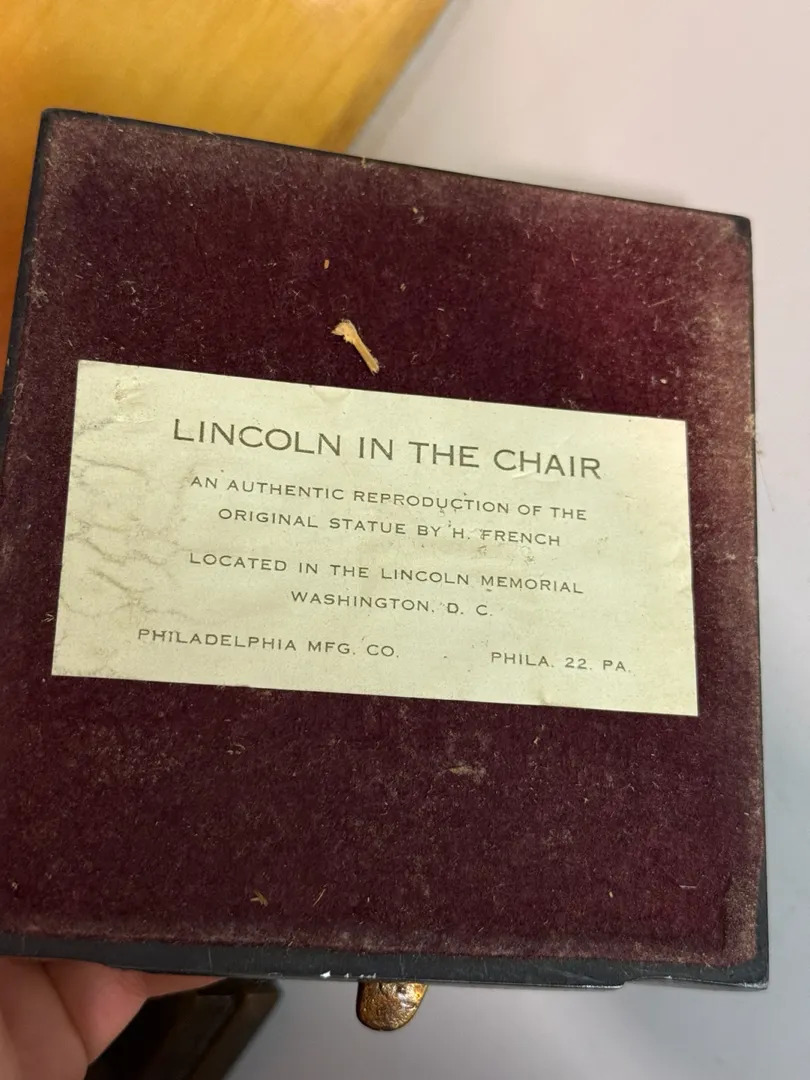 LINCOLN IN THE CHAIR
AN AUTHENTIC REPRODUCTION OF THE
ORIGINAL STATUE BY H. FRENCH
LOCATED IN THE LINCOLN MEMORIAL
WASHINGTON, D. C.
PHILADELPHIA MFG. CO. PHILA. 22. PA.